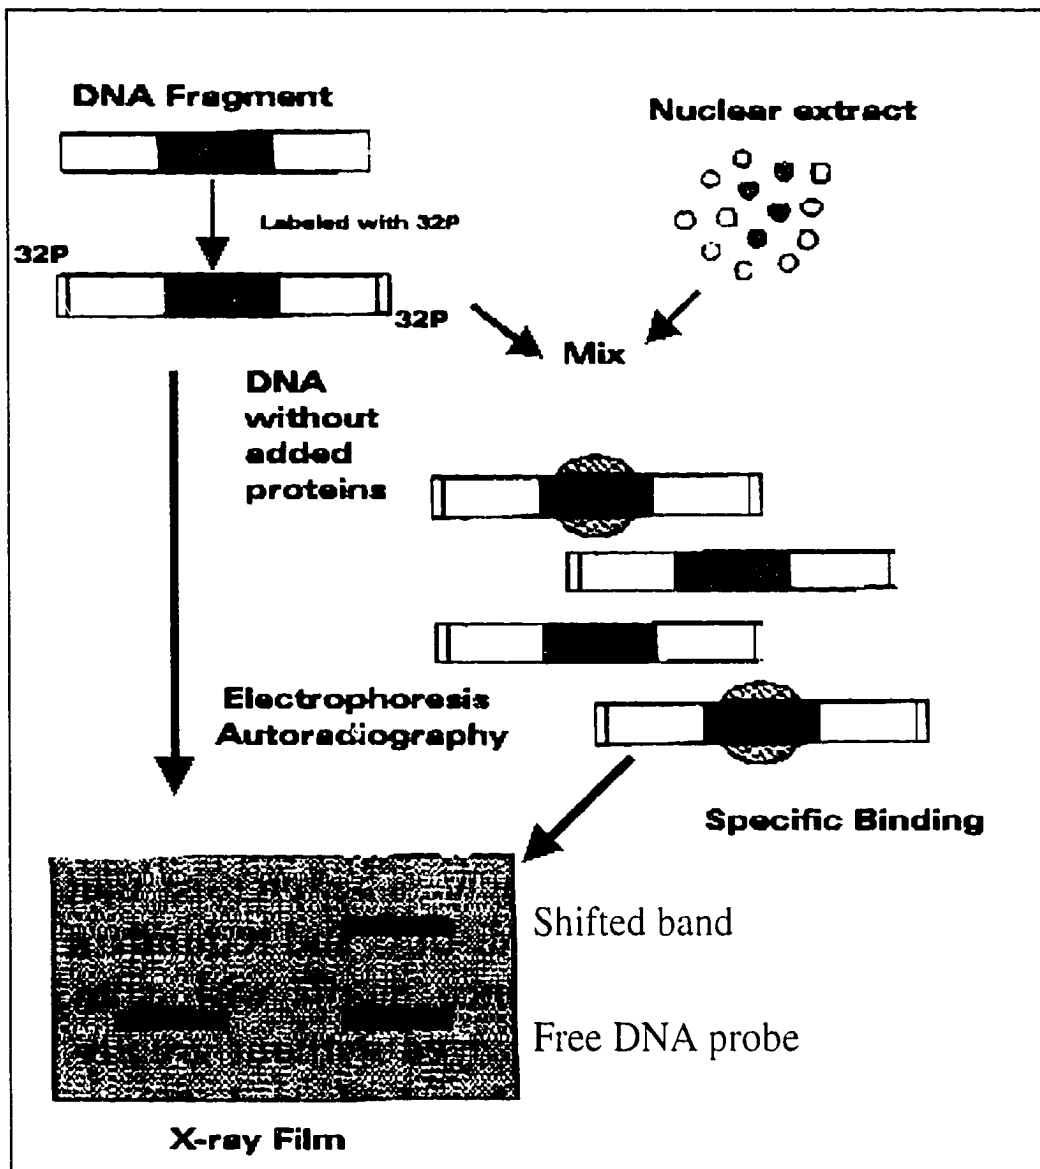 DNA Fragment
Nuclear extract
Labeled with 32P
32P
32P
Mix
DNA
without
added
proteins
Electrophoresis
Autoradiography
Specific Binding
Shifted band
Free DNA probe
X-ray Film